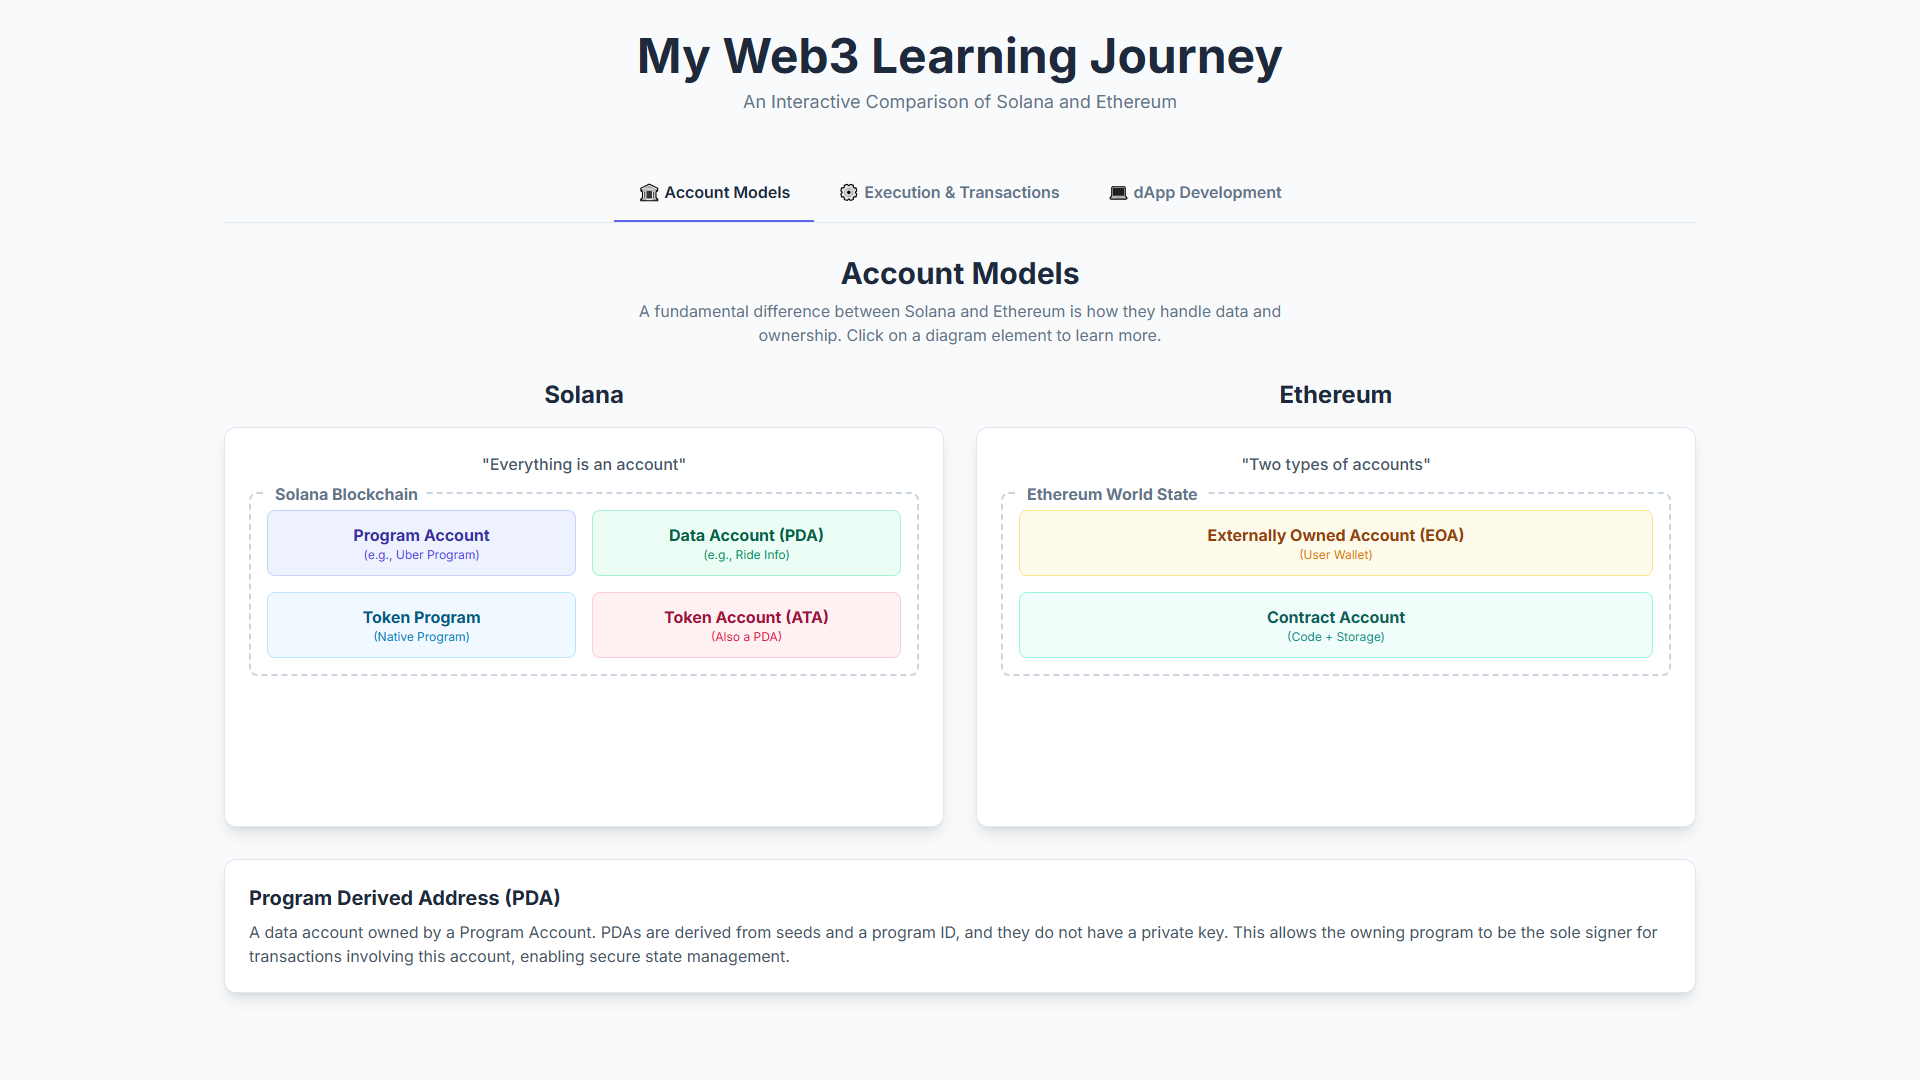 My Web3 Learning Journey
An Interactive Comparison of Solana and Ethereum
Account Models
Execution & Transactions
dApp Development
Account Models
A fundamental difference between Solana and Ethereum is how they handle data and
ownership. Click on a diagram element to learn more.
Solana
"Everything is an account"
Solana Blockchain
Program Account
(e.g., Uber Program)
Data Account (PDA)
(e.g., Ride Info)
Token Program
(Native Program)
Token Account (ATA)
(Also a PDA)
Ethereum
"Two types of accounts"
Ethereum World State
Externally Owned Account (EOA)
(User Wallet)
Contract Account
(Code + Storage)
Program Derived Address (PDA)
A data account owned by a Program Account. PDAs are derived from seeds and a program ID, and they do not have a private key. This allows the owning program to be the sole signer for
transactions involving this account, enabling secure state management.